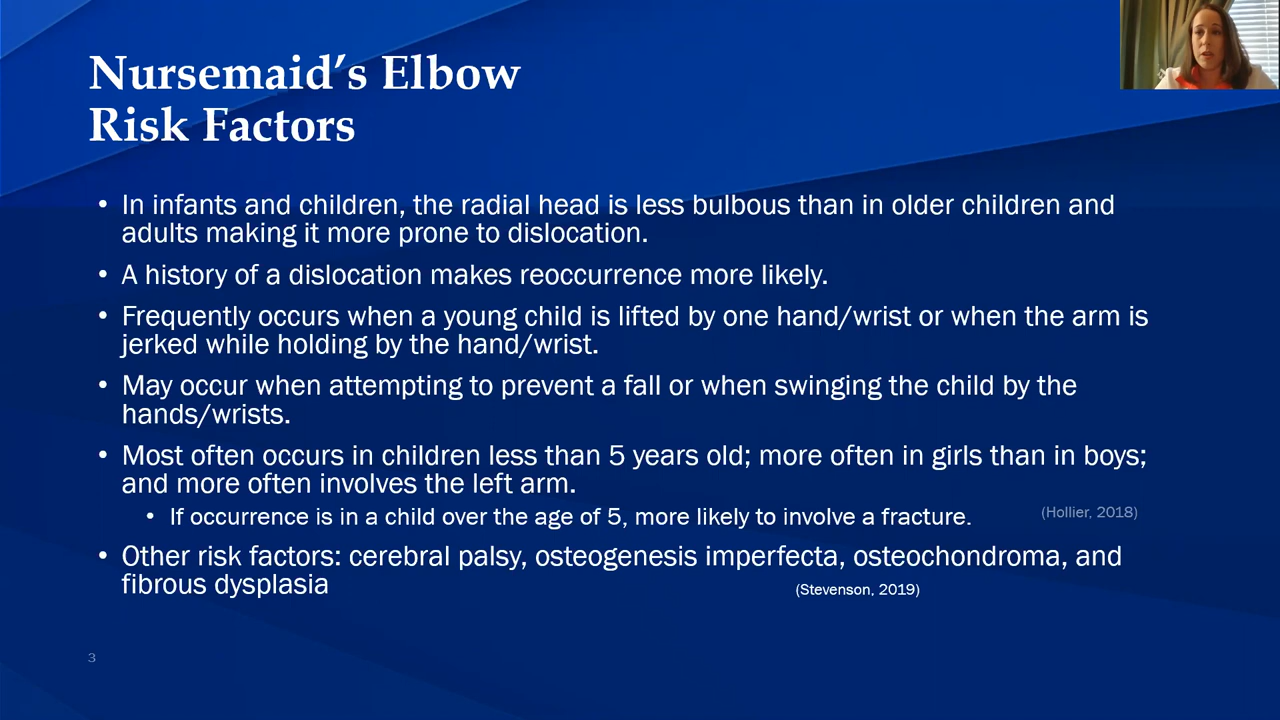 Nursemaid’s Elbow
Risk Factors
• In infants and children, the radial head is less bulbous than in older children and
adults making it more prone to dislocation.
• A history of a dislocation makes reoccurrence more likely.
• Frequently occurs when a young child is lifted by one hand/wrist or when the arm is
jerked while holding by the hand/wrist.
• May occur when attempting to prevent a fall or when swinging the child by the
hands/wrists.
• Most often occurs in children less than 5 years old; more often in girls than in boys;
and more often involves the left arm.
• If occurrence is in a child over the age of 5, more likely to involve a fracture. (Hollier, 2018)
• Other risk factors: cerebral palsy, osteogenesis imperfecta, osteochondroma, and
fibrous dysplasia (Stevenson, 2019)
3